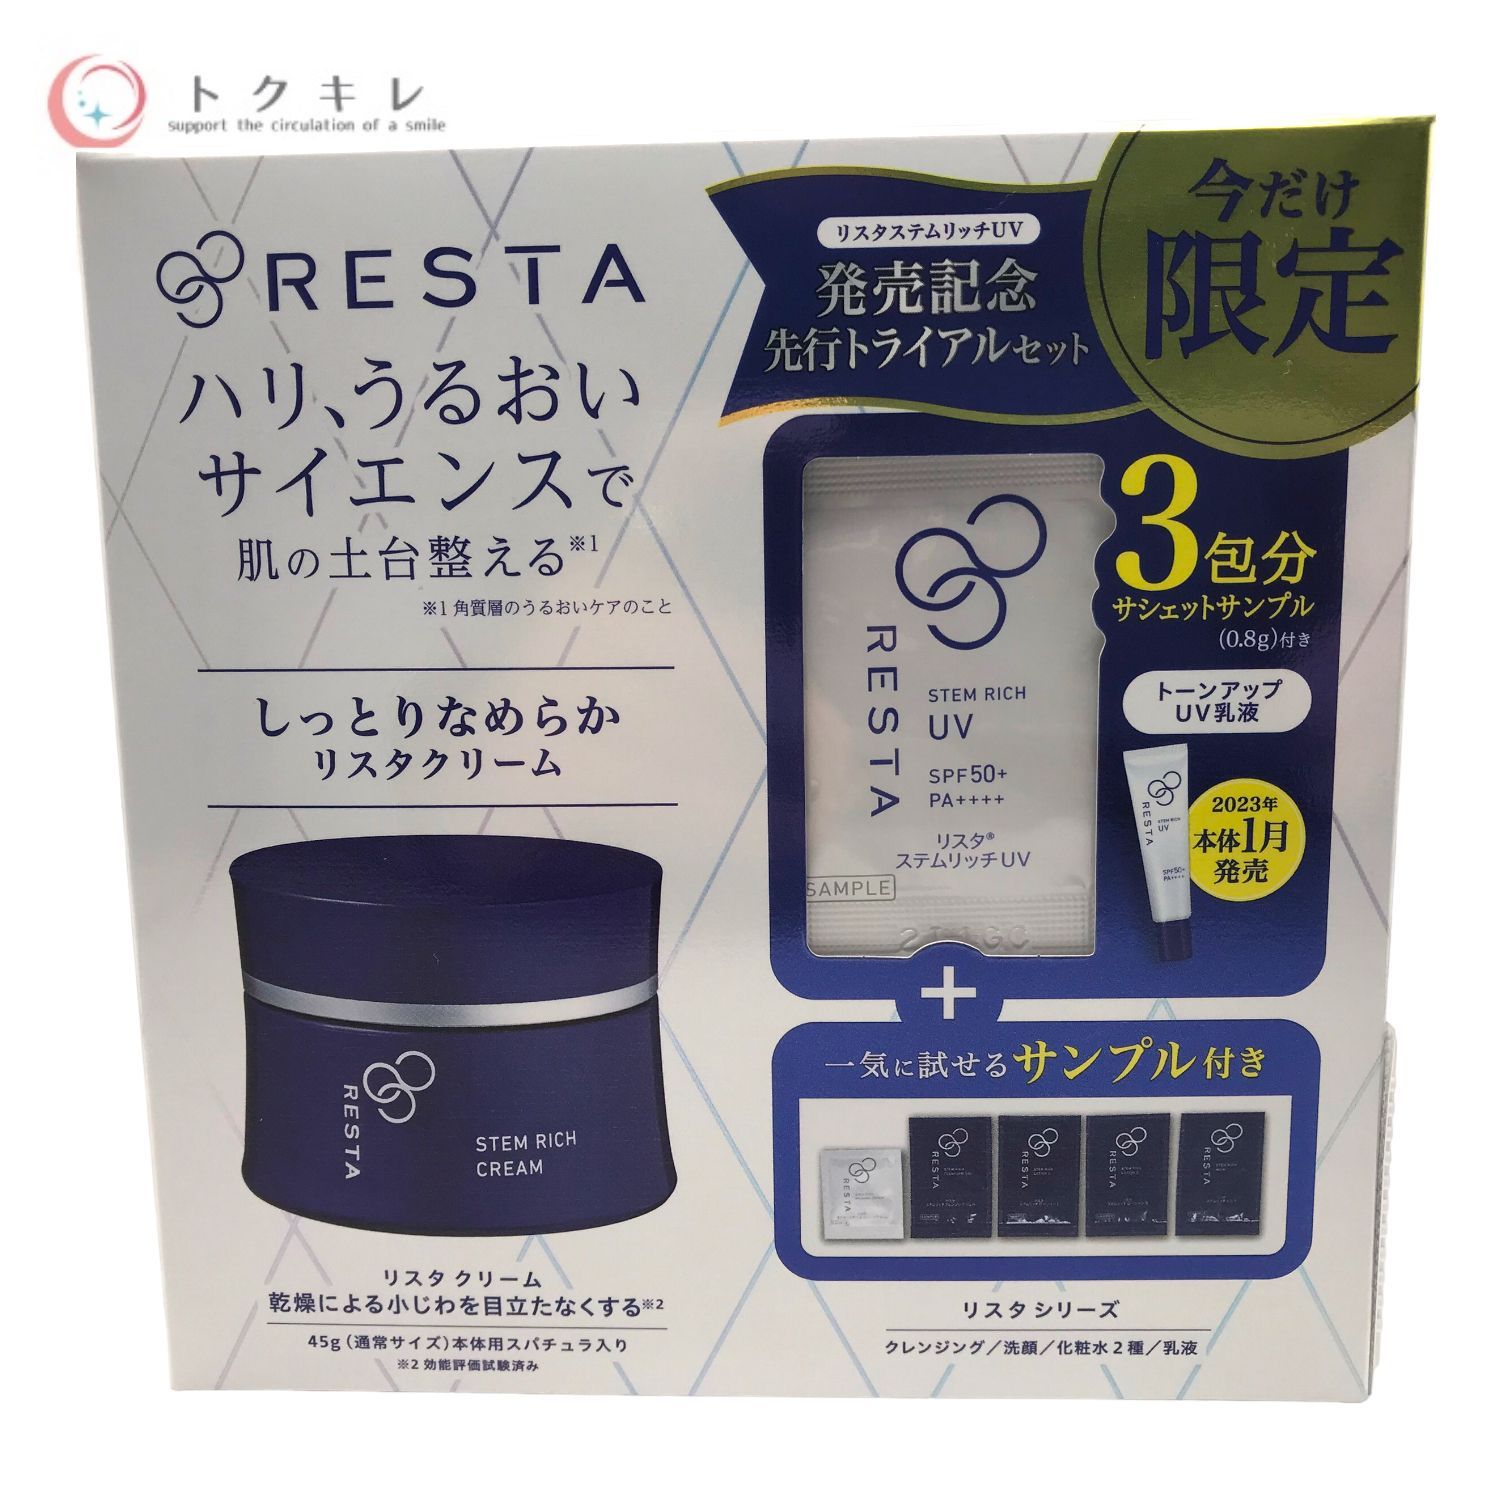 トクキレ
support the circulation of a smile
RESTA
ハリ、うるおい
サイエンスで
肌の土台整える※1
※1 角質層のうるおいケアのこと
しっとりなめらか
リスタクリーム
RESTA
STEM RICH
CREAM
リスタ クリーム
乾燥による小じわを目立たなくする※2
45g（通常サイズ）本体用スパチュラ入り
※2 効能評価試験済み
今だけ
限定
リスタステムリッチUV
発売記念
先行トライアルセット
RESTA
STEM RICH
UV
SPF50+
PA++++
リスタ®
ステムリッチUV
SAMPLE
3包分
サシェットサンプル
(0.8g)付き
トーンアップ
UV乳液
RESTA
STEM RICH
UV
SPF50+
PA++++
2023年
本体1月
発売
+
一気に試せるサンプル付き
RESTA
RESTA
RESTA
RESTA
RESTA
リスタ シリーズ
クレンジング／洗顔／化粧水2種／乳液